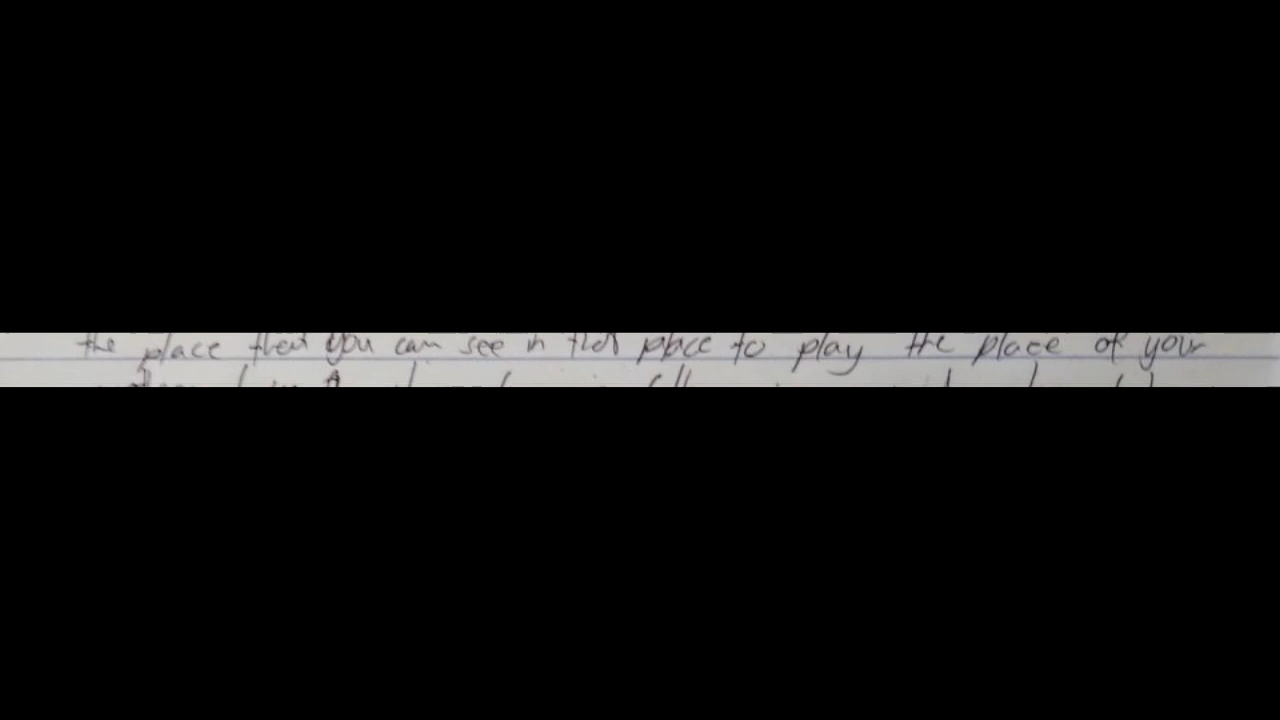 the place that you can see in that place to play the place of your